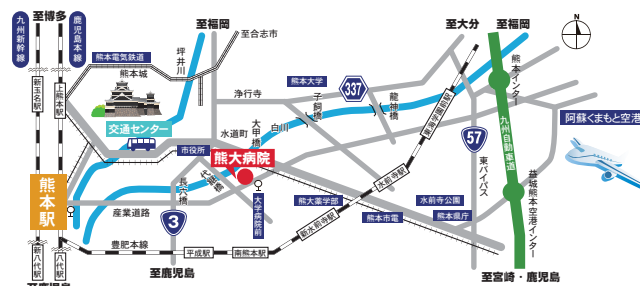 至博多
九州新幹線
鹿児島本線
至福岡
至合志市
至大分
至福岡
N
熊本電気鉄道
坪井川
熊本城
新玉名駅
上熊本駅
交通センター
浄行寺
熊本大学
子飼橋
337
龍神橋
東海学園前駅
熊本インター
57
九州自動車道
阿蘇くまもと空港
水道町
大甲橋
白川
市役所
熊大病院
代継橋
長六橋
熊本駅
産業道路
3
大学病院前
熊大薬学部
水前寺駅
新水前寺駅
熊本市電
水前寺公園
熊本県庁
東バイパス
益城熊本空港インター
豊肥本線
平成駅
南熊本駅
新八代駅
八代駅
至鹿児島
至鹿児島
至宮崎・鹿児島